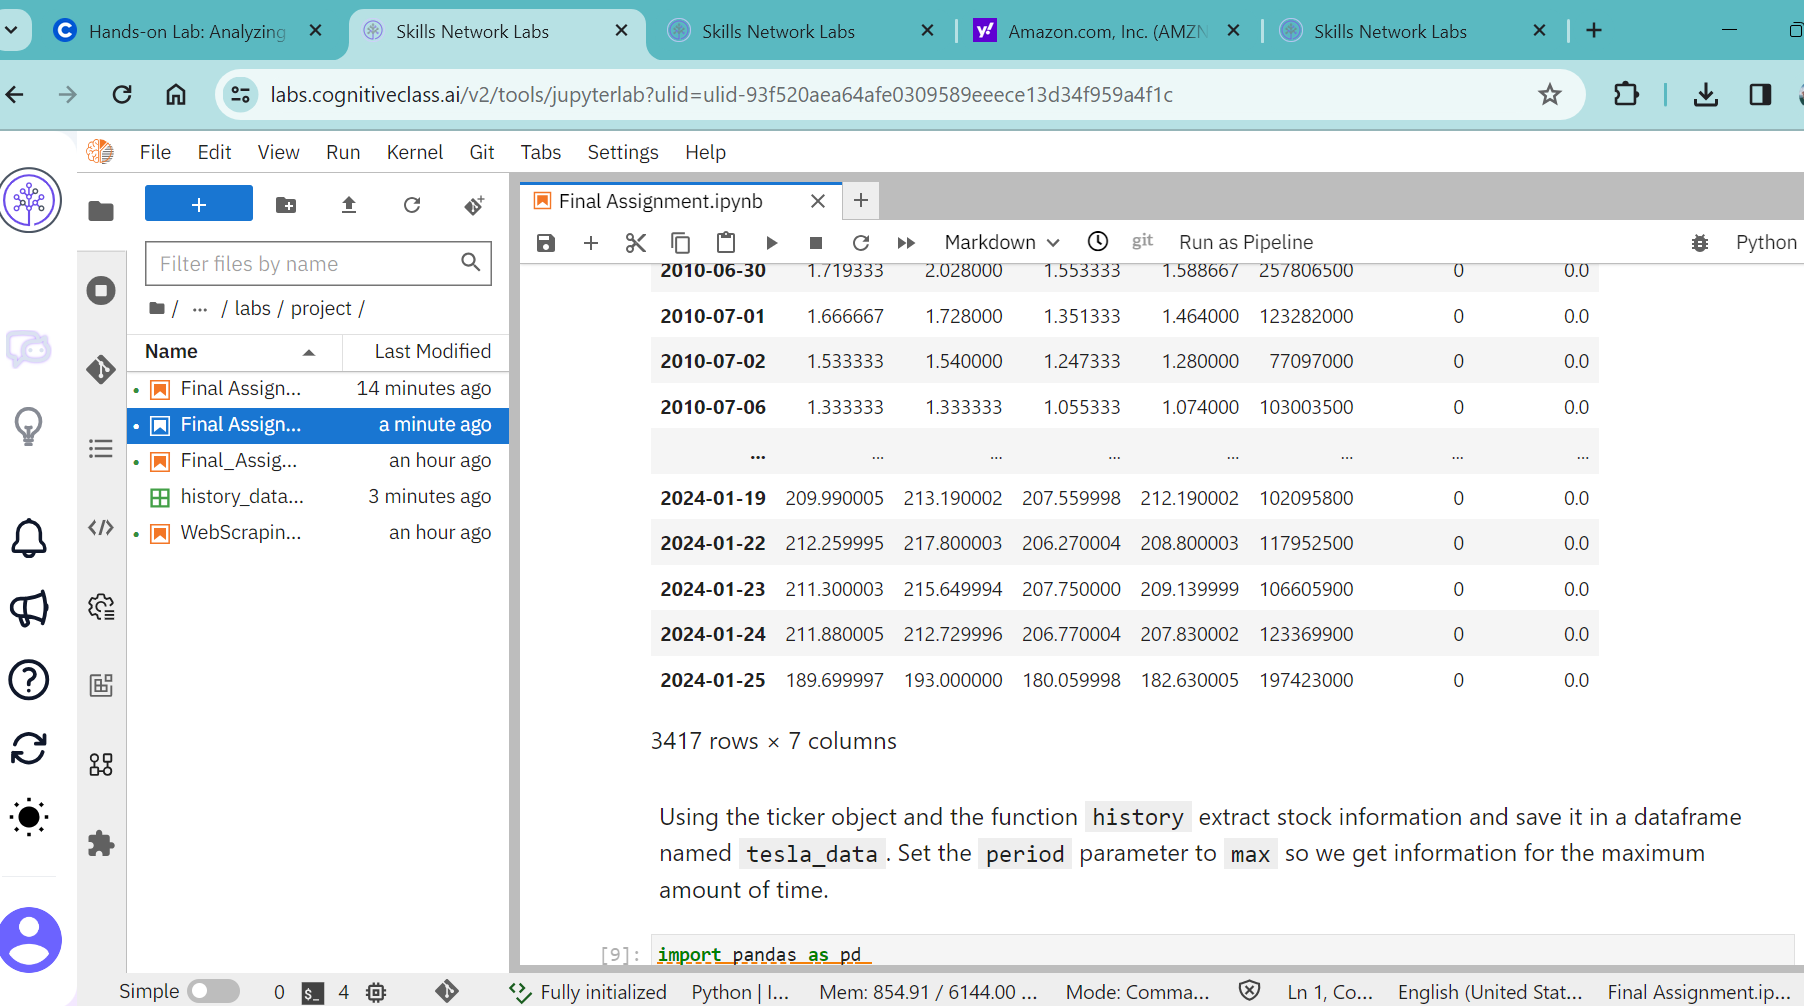 Hands-on Lab: Analyzing
Skills Network Labs
Skills Network Labs
Amazon.com, Inc. (AMZN
Skills Network Labs
labs.cognitiveclass.ai/v2/tools/jupyterlab?ulid=ulid-93f520aea64afe0309589eeece13d34f959a4f1c
File Edit View Run Kernel Git Tabs Settings Help
Final Assignment.ipynb
Filter files by name
Markdown git Run as Pipeline Python
/ ... / labs / project /
Name Last Modified
Final Assign... 14 minutes ago
Final Assign... a minute ago
Final_Assig... an hour ago
history_data... 3 minutes ago
WebScrapin... an hour ago
2010-06-30 1.719333 2.028000 1.553333 1.588667 257806500 0 0.0
2010-07-01 1.666667 1.728000 1.351333 1.464000 123282000 0 0.0
2010-07-02 1.533333 1.540000 1.247333 1.280000 77097000 0 0.0
2010-07-06 1.333333 1.333333 1.055333 1.074000 103003500 0 0.0
... ... ... ... ... ... ... ...
2024-01-19 209.990005 213.190002 207.559998 212.190002 102095800 0 0.0
2024-01-22 212.259995 217.800003 206.270004 208.800003 117952500 0 0.0
2024-01-23 211.300003 215.649994 207.750000 209.139999 106605900 0 0.0
2024-01-24 211.880005 212.729996 206.770004 207.830002 123369900 0 0.0
2024-01-25 189.699997 193.000000 180.059998 182.630005 197423000 0 0.0
3417 rows × 7 columns
Using the ticker object and the function history extract stock information and save it in a dataframe
named tesla_data. Set the period parameter to max so we get information for the maximum
amount of time.
[9]: import pandas as pd
Simple 0 $_ 4 Fully initialized Python | I... Mem: 854.91 / 6144.00 ... Mode: Comma... Ln 1, Co... English (United Stat... Final Assignment.ip...